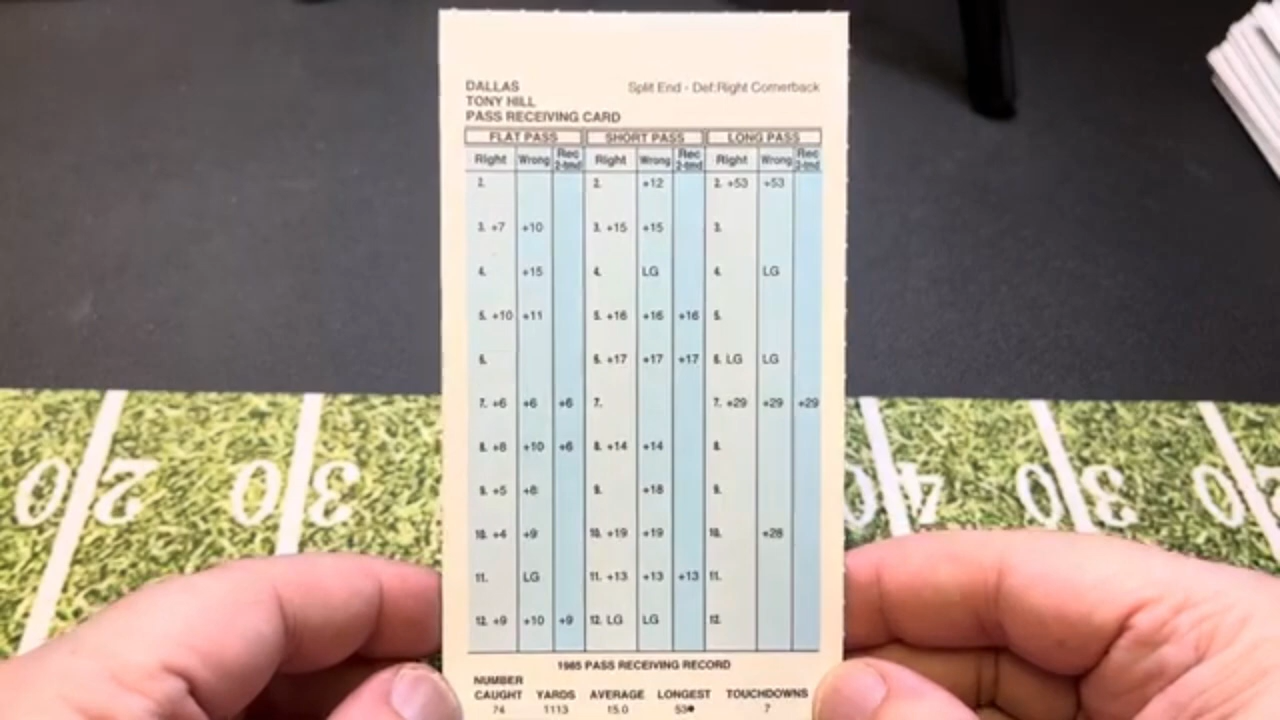 DALLAS Split End - Def:Right Cornerback
TONY HILL
PASS RECEIVING CARD
FLAT PASS SHORT PASS LONG PASS
Right Wrong Rec 2-tmd Right Wrong Rec 2-tmd Right Wrong Rec 2-tmd
2. 2. +12 2. +53 +53
3. +7 +10 3. +15 +15 3.
4. +15 4. LG 4. LG
5. +10 +11 5. +16 +16 +16 5.
6. 6. +17 +17 +17 6. LG LG
7. +6 +6 +6 7. 7. +29 +29 +29
8. +8 +10 +6 8. +14 +14 8.
9. +5 +8 9. +18 9.
10. +4 +9 10. +19 +19 10. +28
11. LG 11. +13 +13 +13 11.
12. +9 +10 +9 12. LG LG 12.
1985 PASS RECEIVING RECORD
NUMBER
CAUGHT YARDS AVERAGE LONGEST TOUCHDOWNS
74 1113 15.0 53 7
20 30 40 30